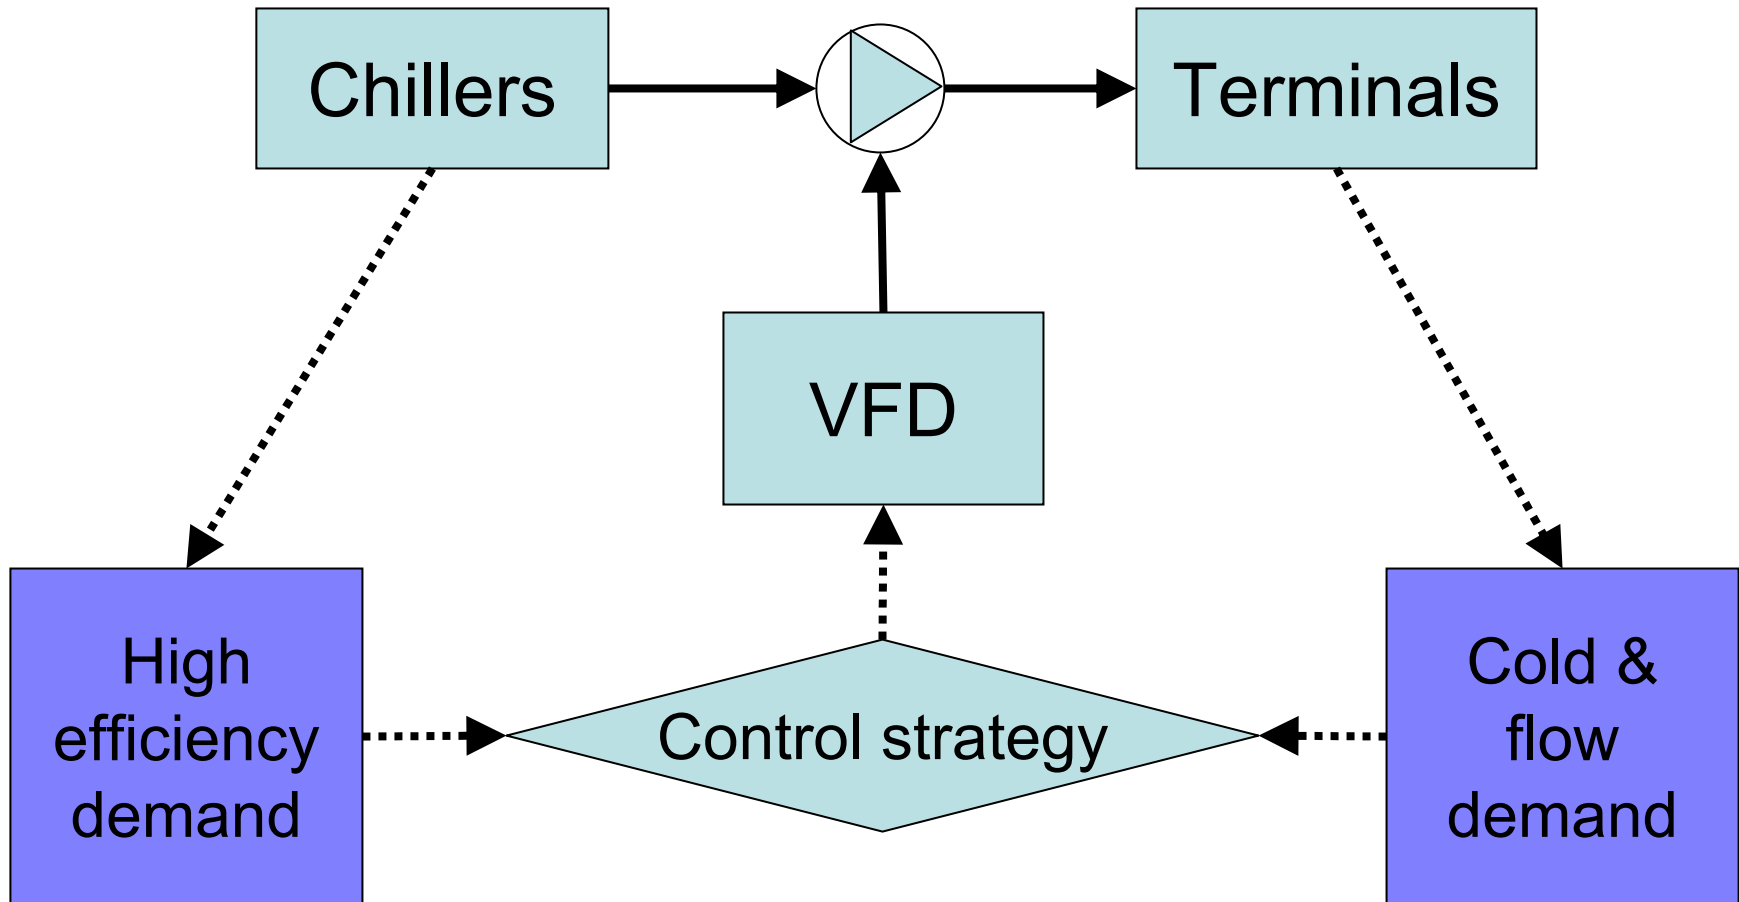 Chillers
Terminals
VFD
High
efficiency
demand
Control strategy
Cold &
flow
demand